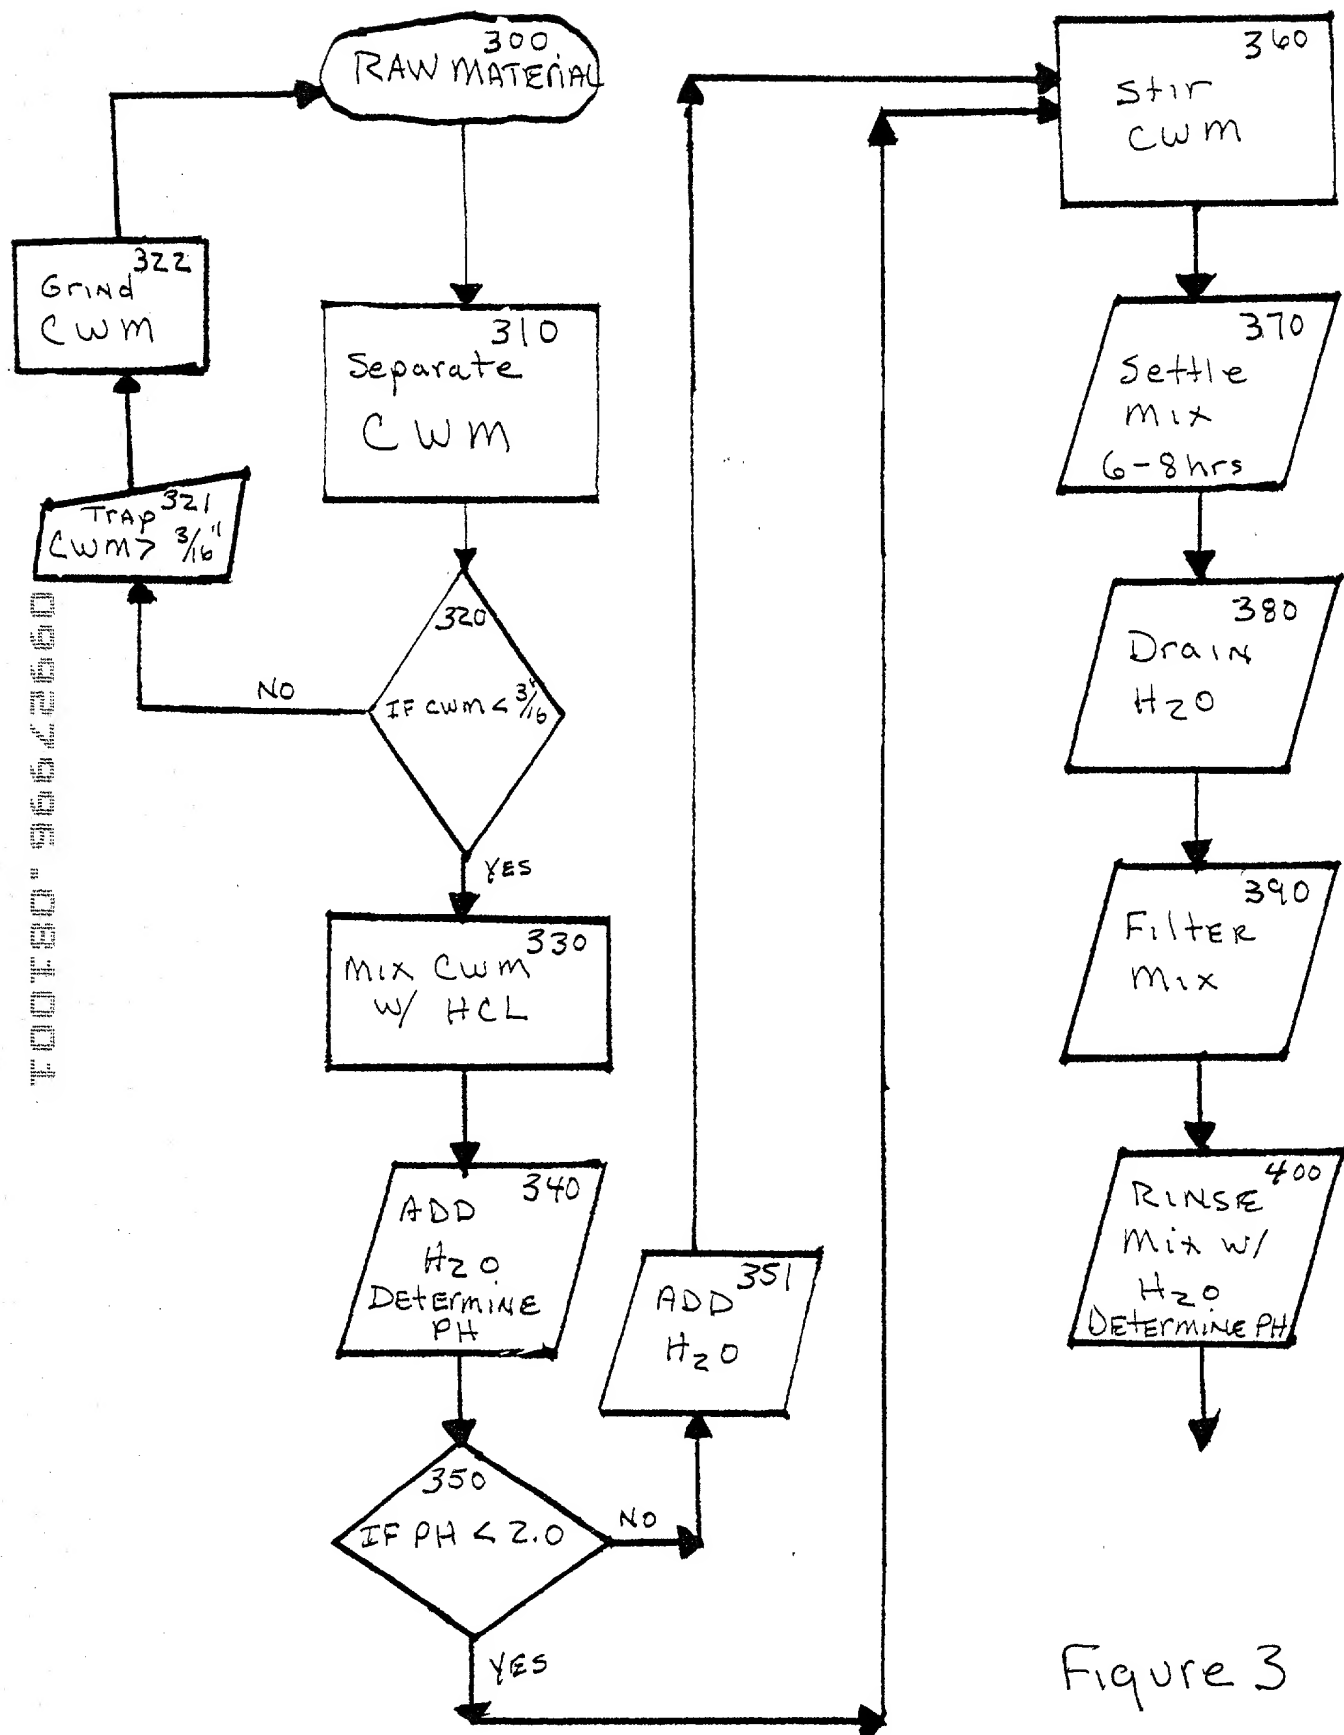 300
RAW MATERIAL
322
Grind
CWM
310
Separate
CWM
321
TrAP
CWM> 3/16"
320
IF CWM < 3/16"
NO
YES
330
Mix CWM
W/ HCL
340
ADD
H2O
DETERMINE
PH
350
IF PH < 2.0
NO
YES
351
ADD
H2O
360
Stir
CWM
370
Settle
Mix
6-8 hrs
380
Drain
H2O
390
FilTER
Mix
400
RINSE
Mix W/
H2O
DETERMINE PH
Figure 3